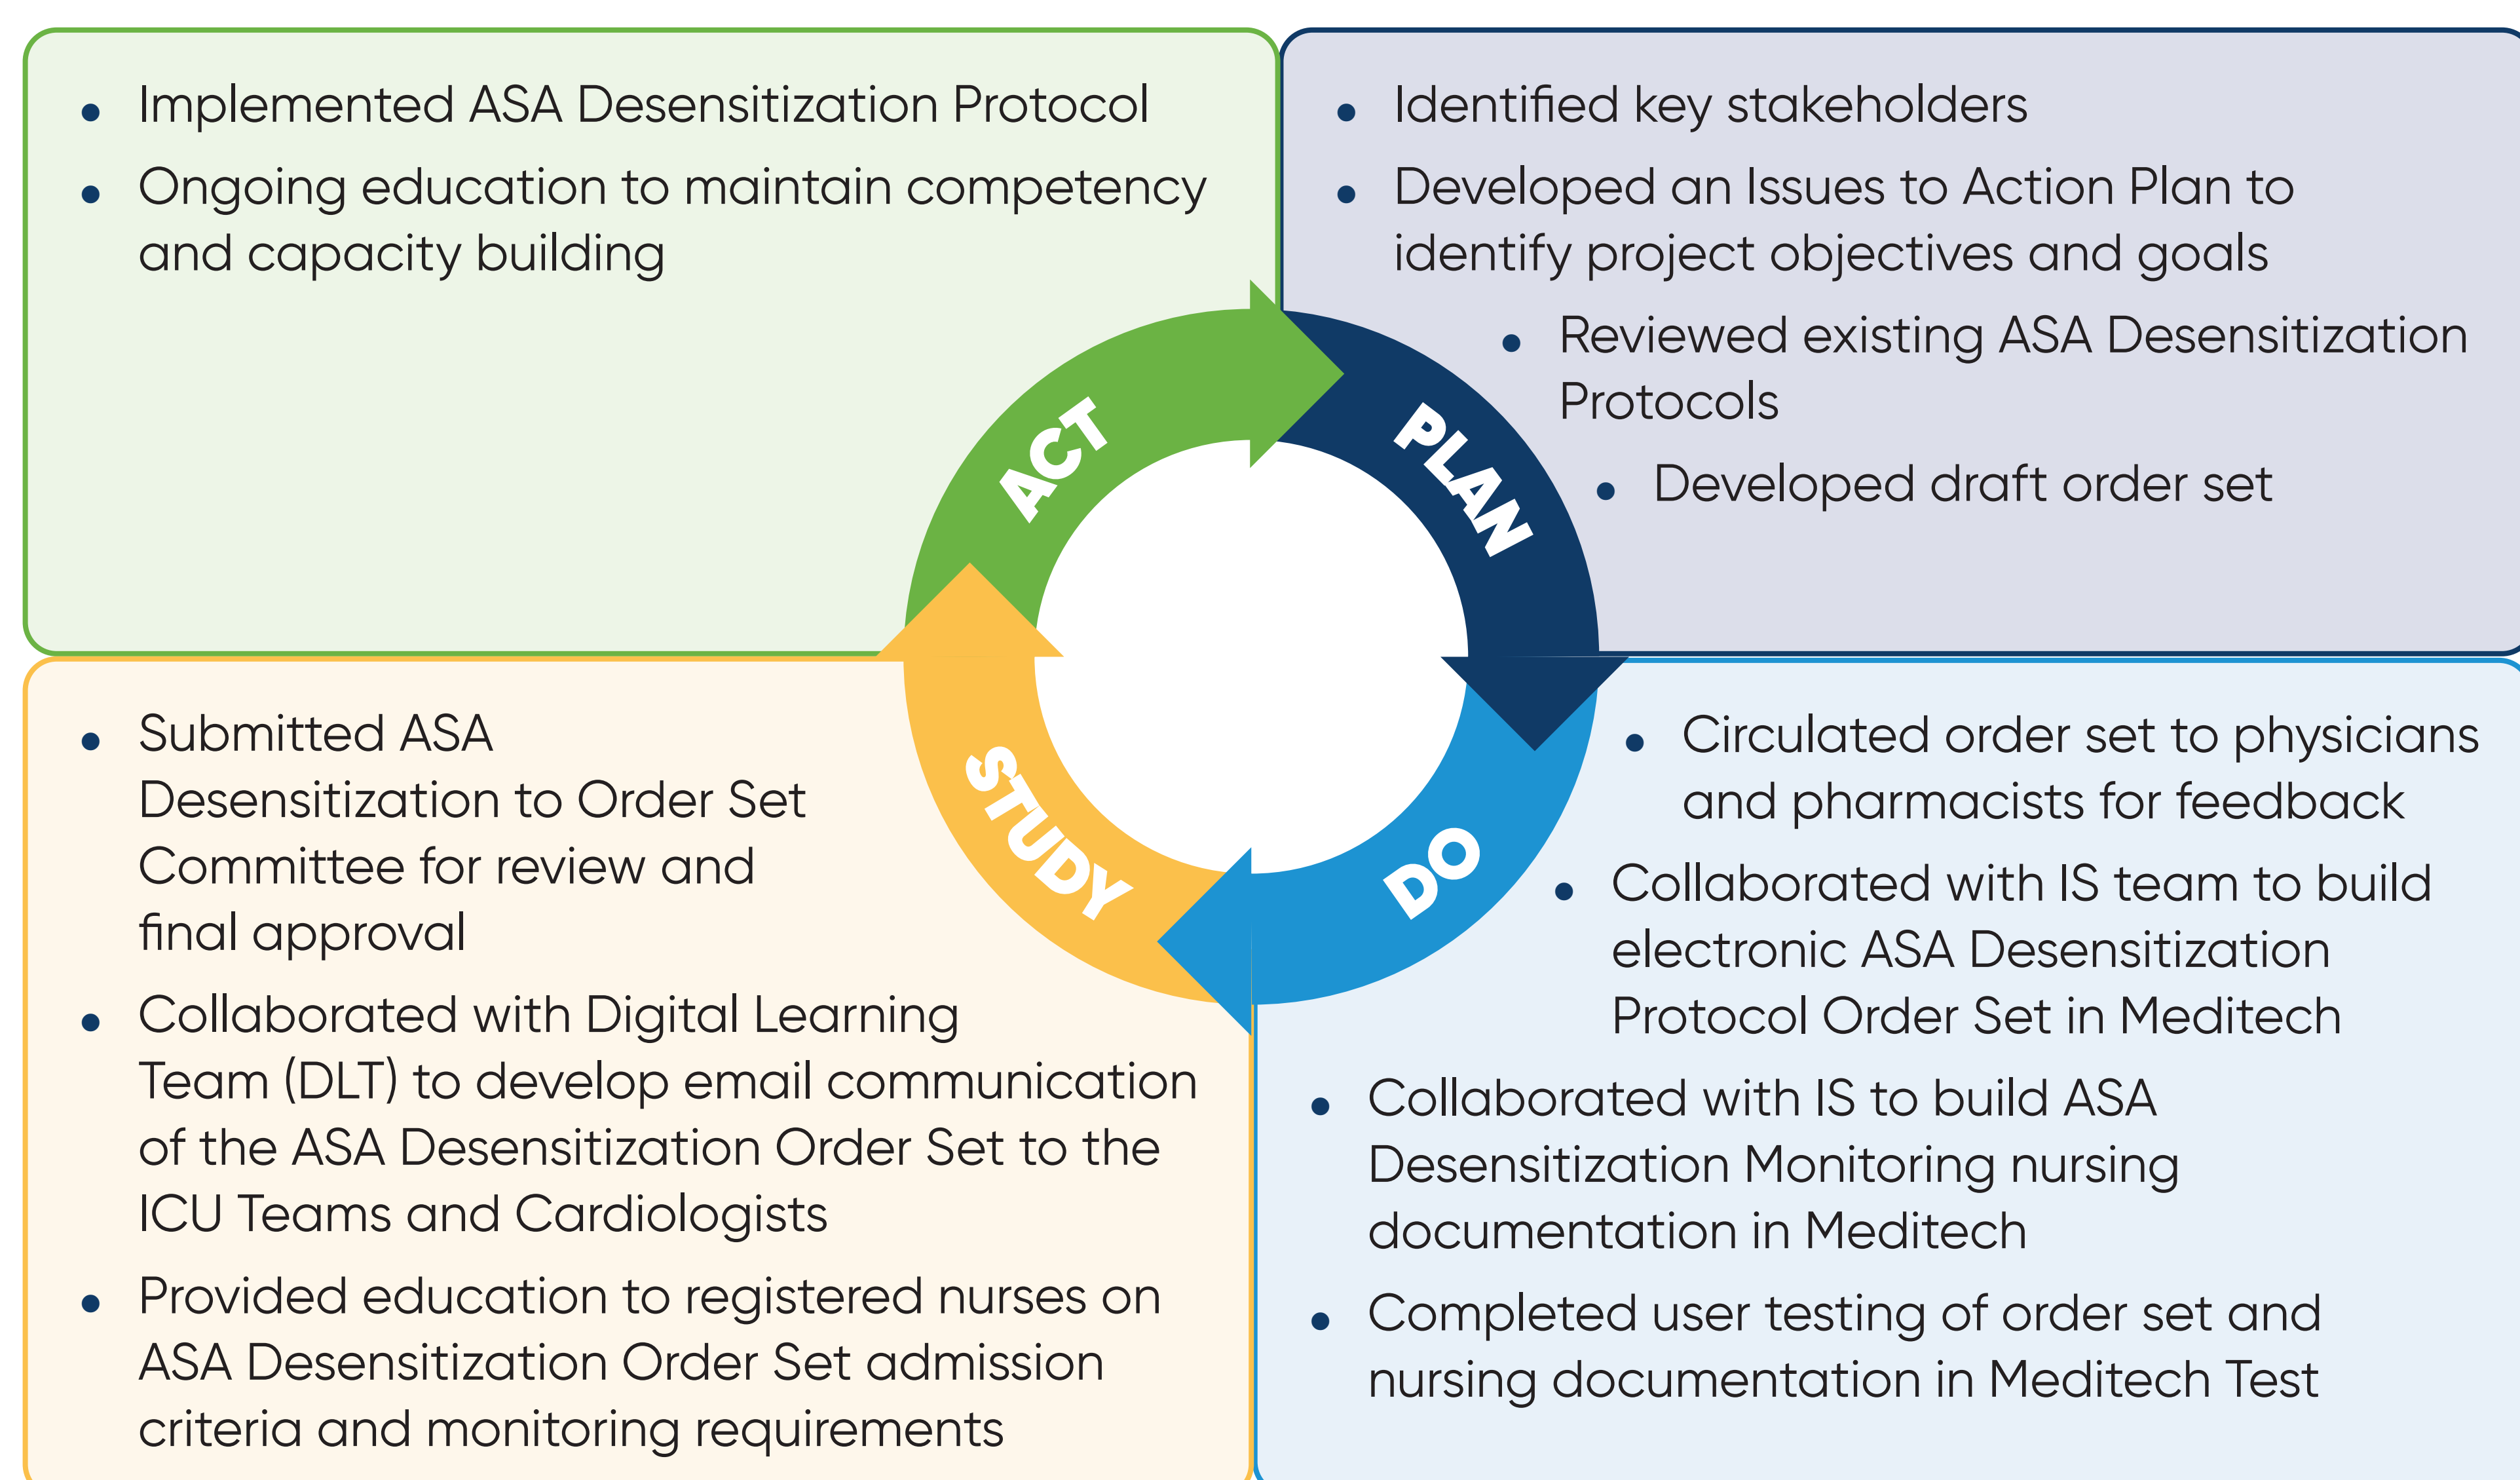 Implemented ASA Desensitization Protocol
Ongoing education to maintain competency
and capacity building
Identified key stakeholders
Developed an Issues to Action Plan to
identify project objectives and goals
Reviewed existing ASA Desensitization
Protocols
Developed draft order set
ACT
PLAN
STUDY
DO
Submitted ASA
Desensitization to Order Set
Committee for review and
final approval
Collaborated with Digital Learning
Team (DLT) to develop email communication
of the ASA Desensitization Order Set to the
ICU Teams and Cardiologists
Provided education to registered nurses on
ASA Desensitization Order Set admission
criteria and monitoring requirements
Circulated order set to physicians
and pharmacists for feedback
Collaborated with IS team to build
electronic ASA Desensitization
Protocol Order Set in Meditech
Collaborated with IS to build ASA
Desensitization Monitoring nursing
documentation in Meditech
Completed user testing of order set and
nursing documentation in Meditech Test